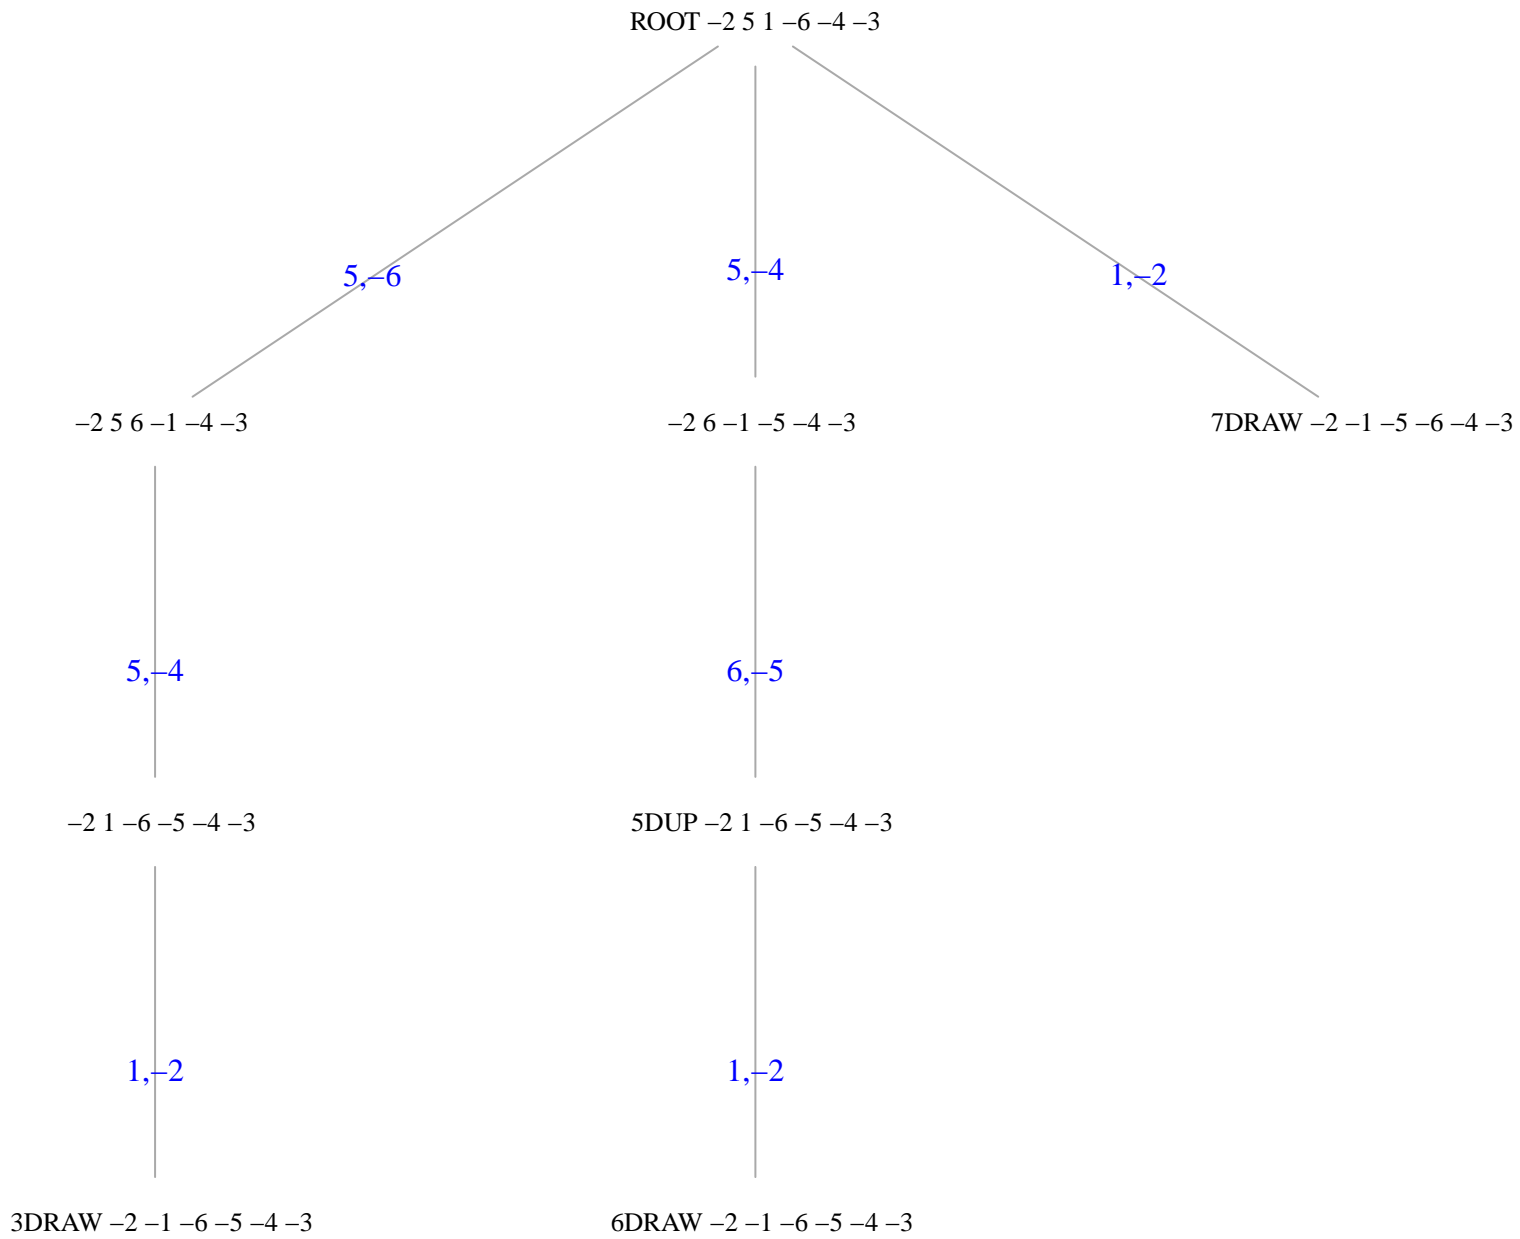 ROOT –2 5 1 –6 –4 –3
5,–6
5,–4
1,–2
–2 5 6 –1 –4 –3
–2 6 –1 –5 –4 –3
7DRAW –2 –1 –5 –6 –4 –3
5,–4
6,–5
–2 1 –6 –5 –4 –3
5DUP –2 1 –6 –5 –4 –3
1,–2
1,–2
3DRAW –2 –1 –6 –5 –4 –3
6DRAW –2 –1 –6 –5 –4 –3